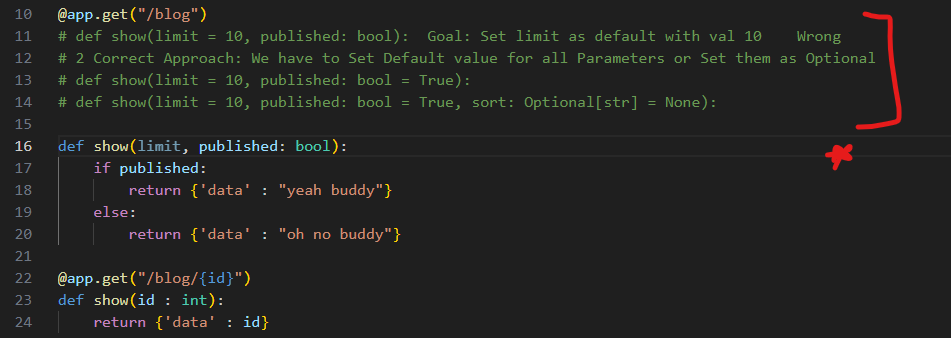 10 @app.get("/blog")
11 # def show(limit = 10, published: bool):  Goal: Set limit as default with val 10    Wrong
12 # 2 Correct Approach: We have to Set Default value for all Parameters or Set them as Optional
13 # def show(limit = 10, published: bool = True):
14 # def show(limit = 10, published: bool = True, sort: Optional[str] = None):
15
16 def show(limit, published: bool):
17     if published:
18         return {'data' : "yeah buddy"}
19     else:
20         return {'data' : "oh no buddy"}
21
22 @app.get("/blog/{id}")
23 def show(id : int):
24     return {'data' : id}